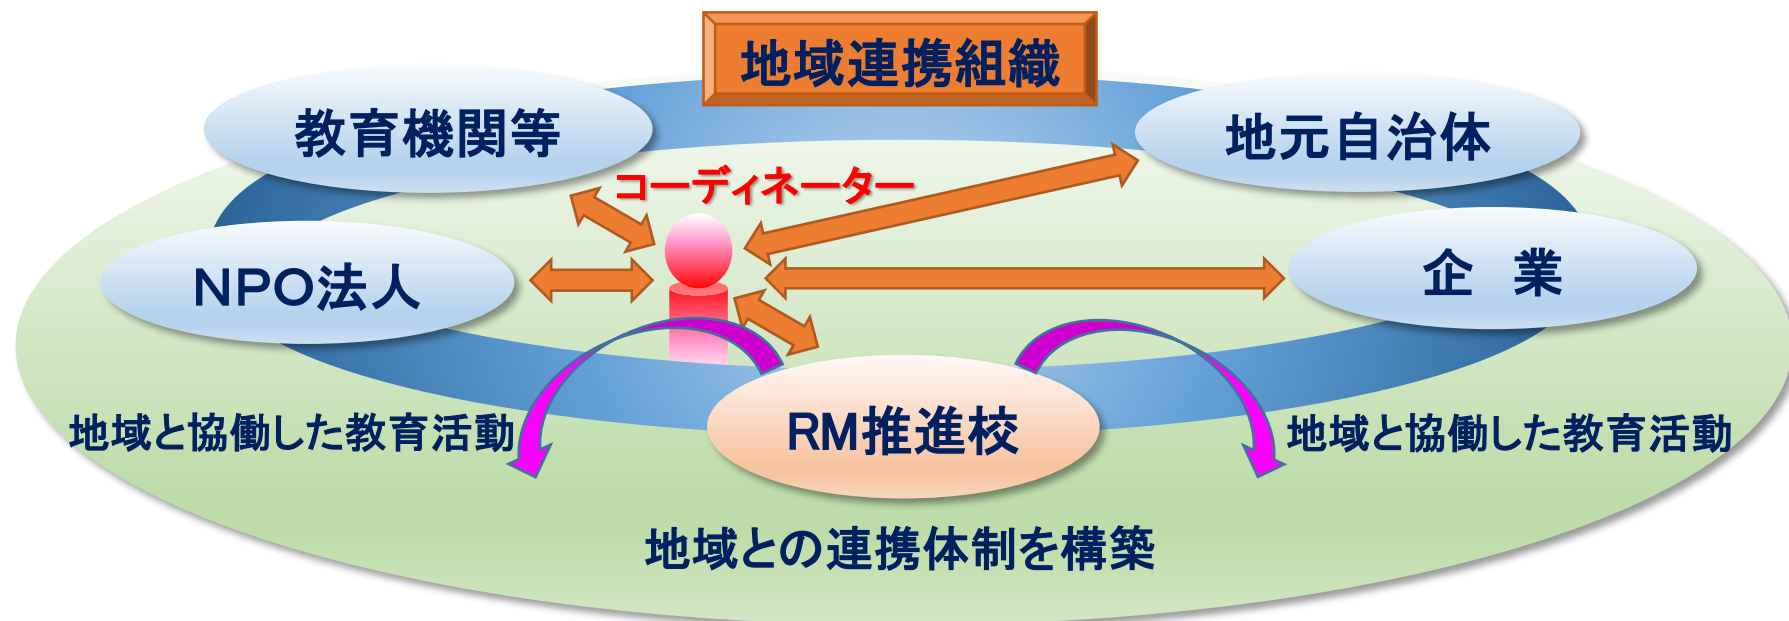 地域連携組織
教育機関等
地元自治体
コーディネーター
NPO法人
企　業
RM推進校
地域と協働した教育活動
地域と協働した教育活動
地域との連携体制を構築